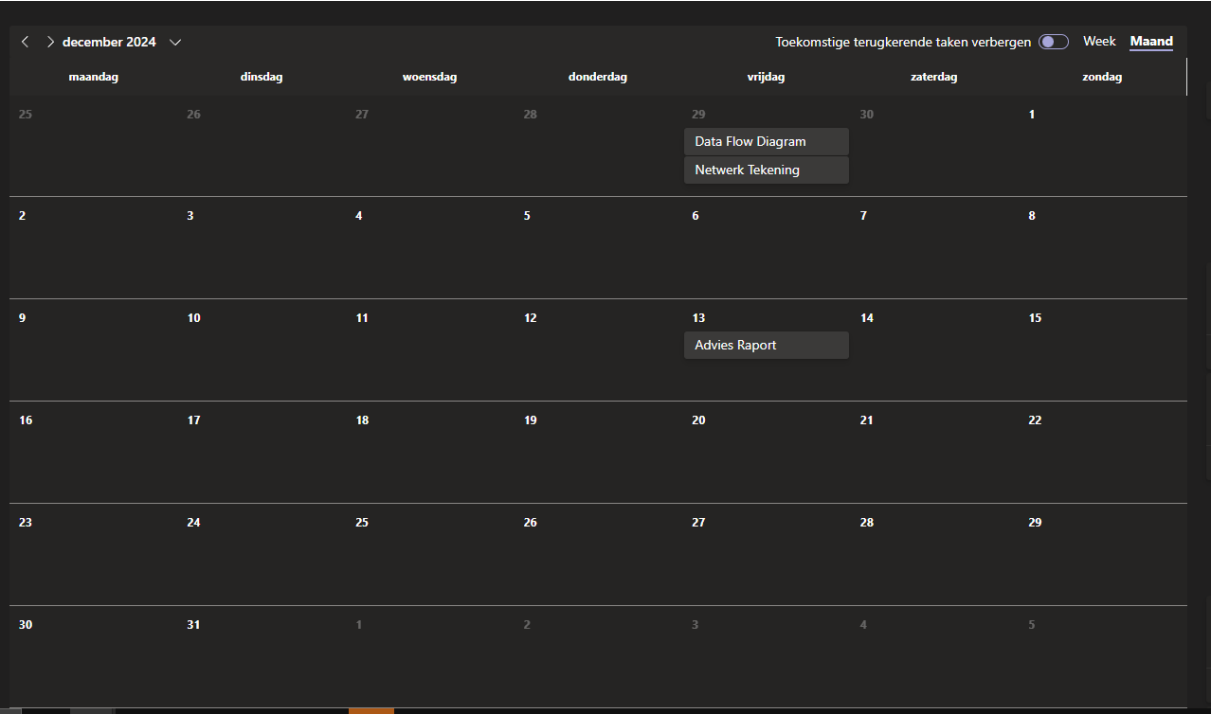 december 2024
Toekomstige terugkerende taken verbergen Week Maand
maandag dinsdag woensdag donderdag vrijdag zaterdag zondag
25 26 27 28 29 30 1
Data Flow Diagram
Netwerk Tekening
2 3 4 5 6 7 8
9 10 11 12 13 14 15
Advies Raport
16 17 18 19 20 21 22
23 24 25 26 27 28 29
30 31 1 2 3 4 5